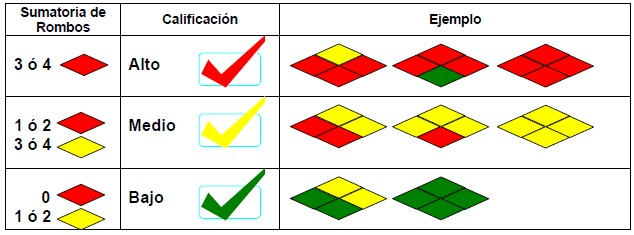 Sumatoria de
Rombos
Calificación
Ejemplo
3 ó 4
Alto
1 ó 2
3 ó 4
Medio
0
1 ó 2
Bajo